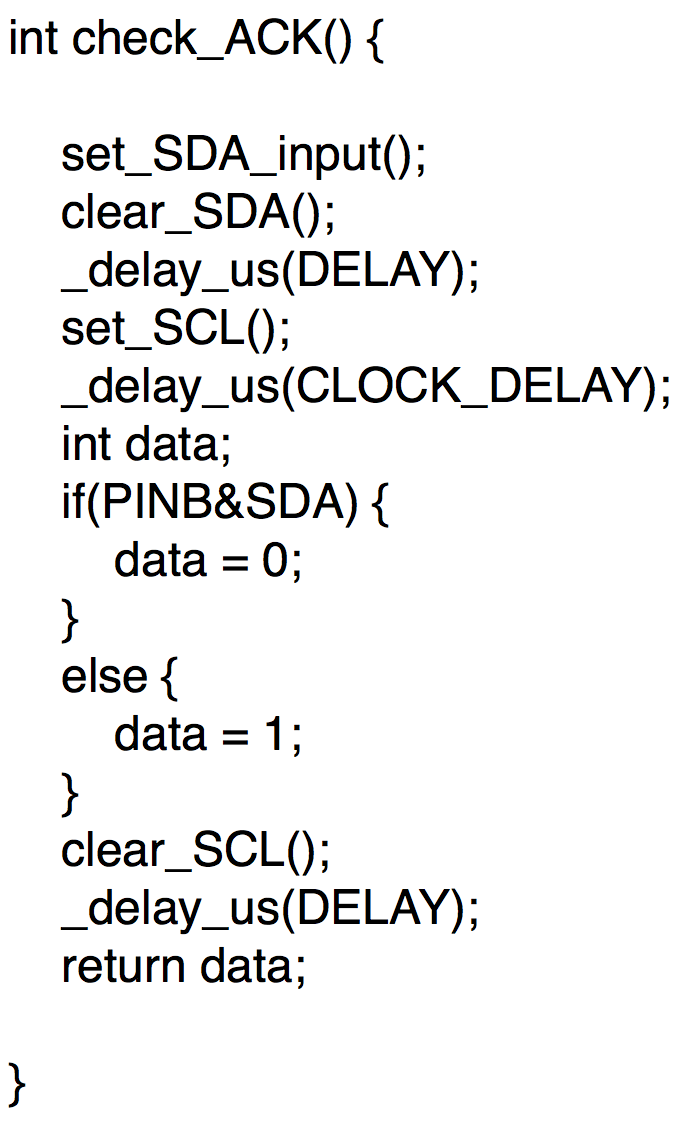 int check_ACK() {
set_SDA_input();
clear_SDA();
_delay_us(DELAY);
set_SCL();
_delay_us(CLOCK_DELAY);
int data;
if(PINB&SDA) {
data = 0;
}
else {
data = 1;
}
clear_SCL();
_delay_us(DELAY);
return data;
}